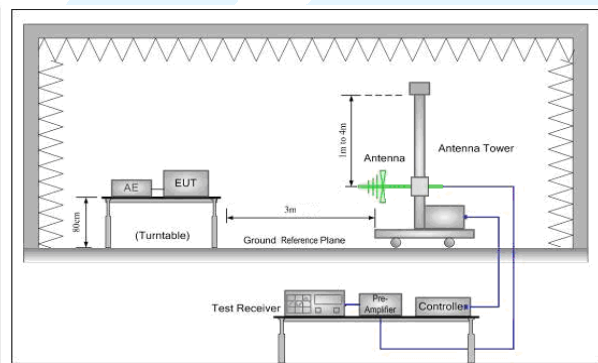 1m to 4m
Antenna
Antenna Tower
AE
EUT
80cm
(Turntable)
3m
Ground Reference Plane
Test Receiver
Pre-
Amplifier
Controller